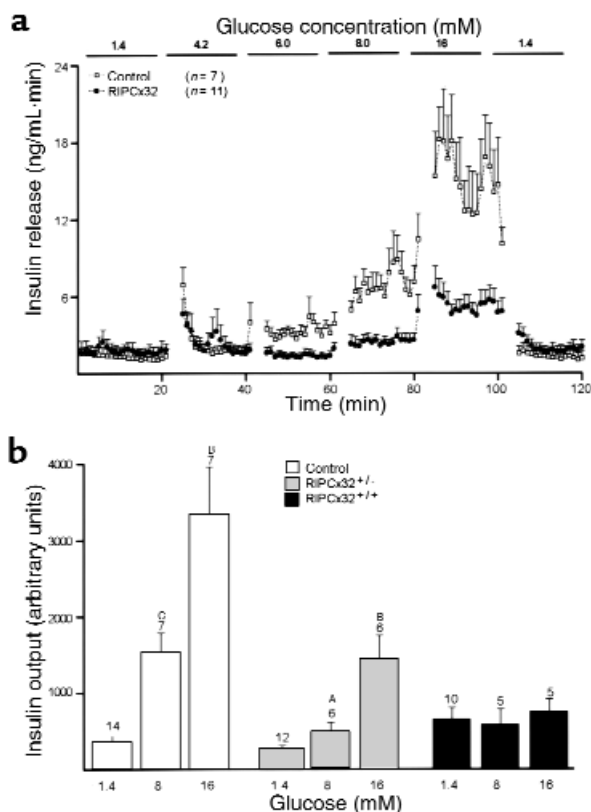 a
Glucose concentration (mM)
1.4 4.2 6.0 8.0 16 1.4
Control (n= 7 )
RIPCx32 (n= 11)
Insulin release (ng/mL·min)
24
18
12
6
20 40 60 80 100 120
Time (min)
b
Control
RIPCx32+/-
RIPCx32+/+
Insulin output (arbitrary units)
4000
3000
2000
1000
14
C
7
B
7
12
A
6
B
6
10
5
5
1.4 8 16 1.4 8 16 1.4 8 16
Glucose (mM)